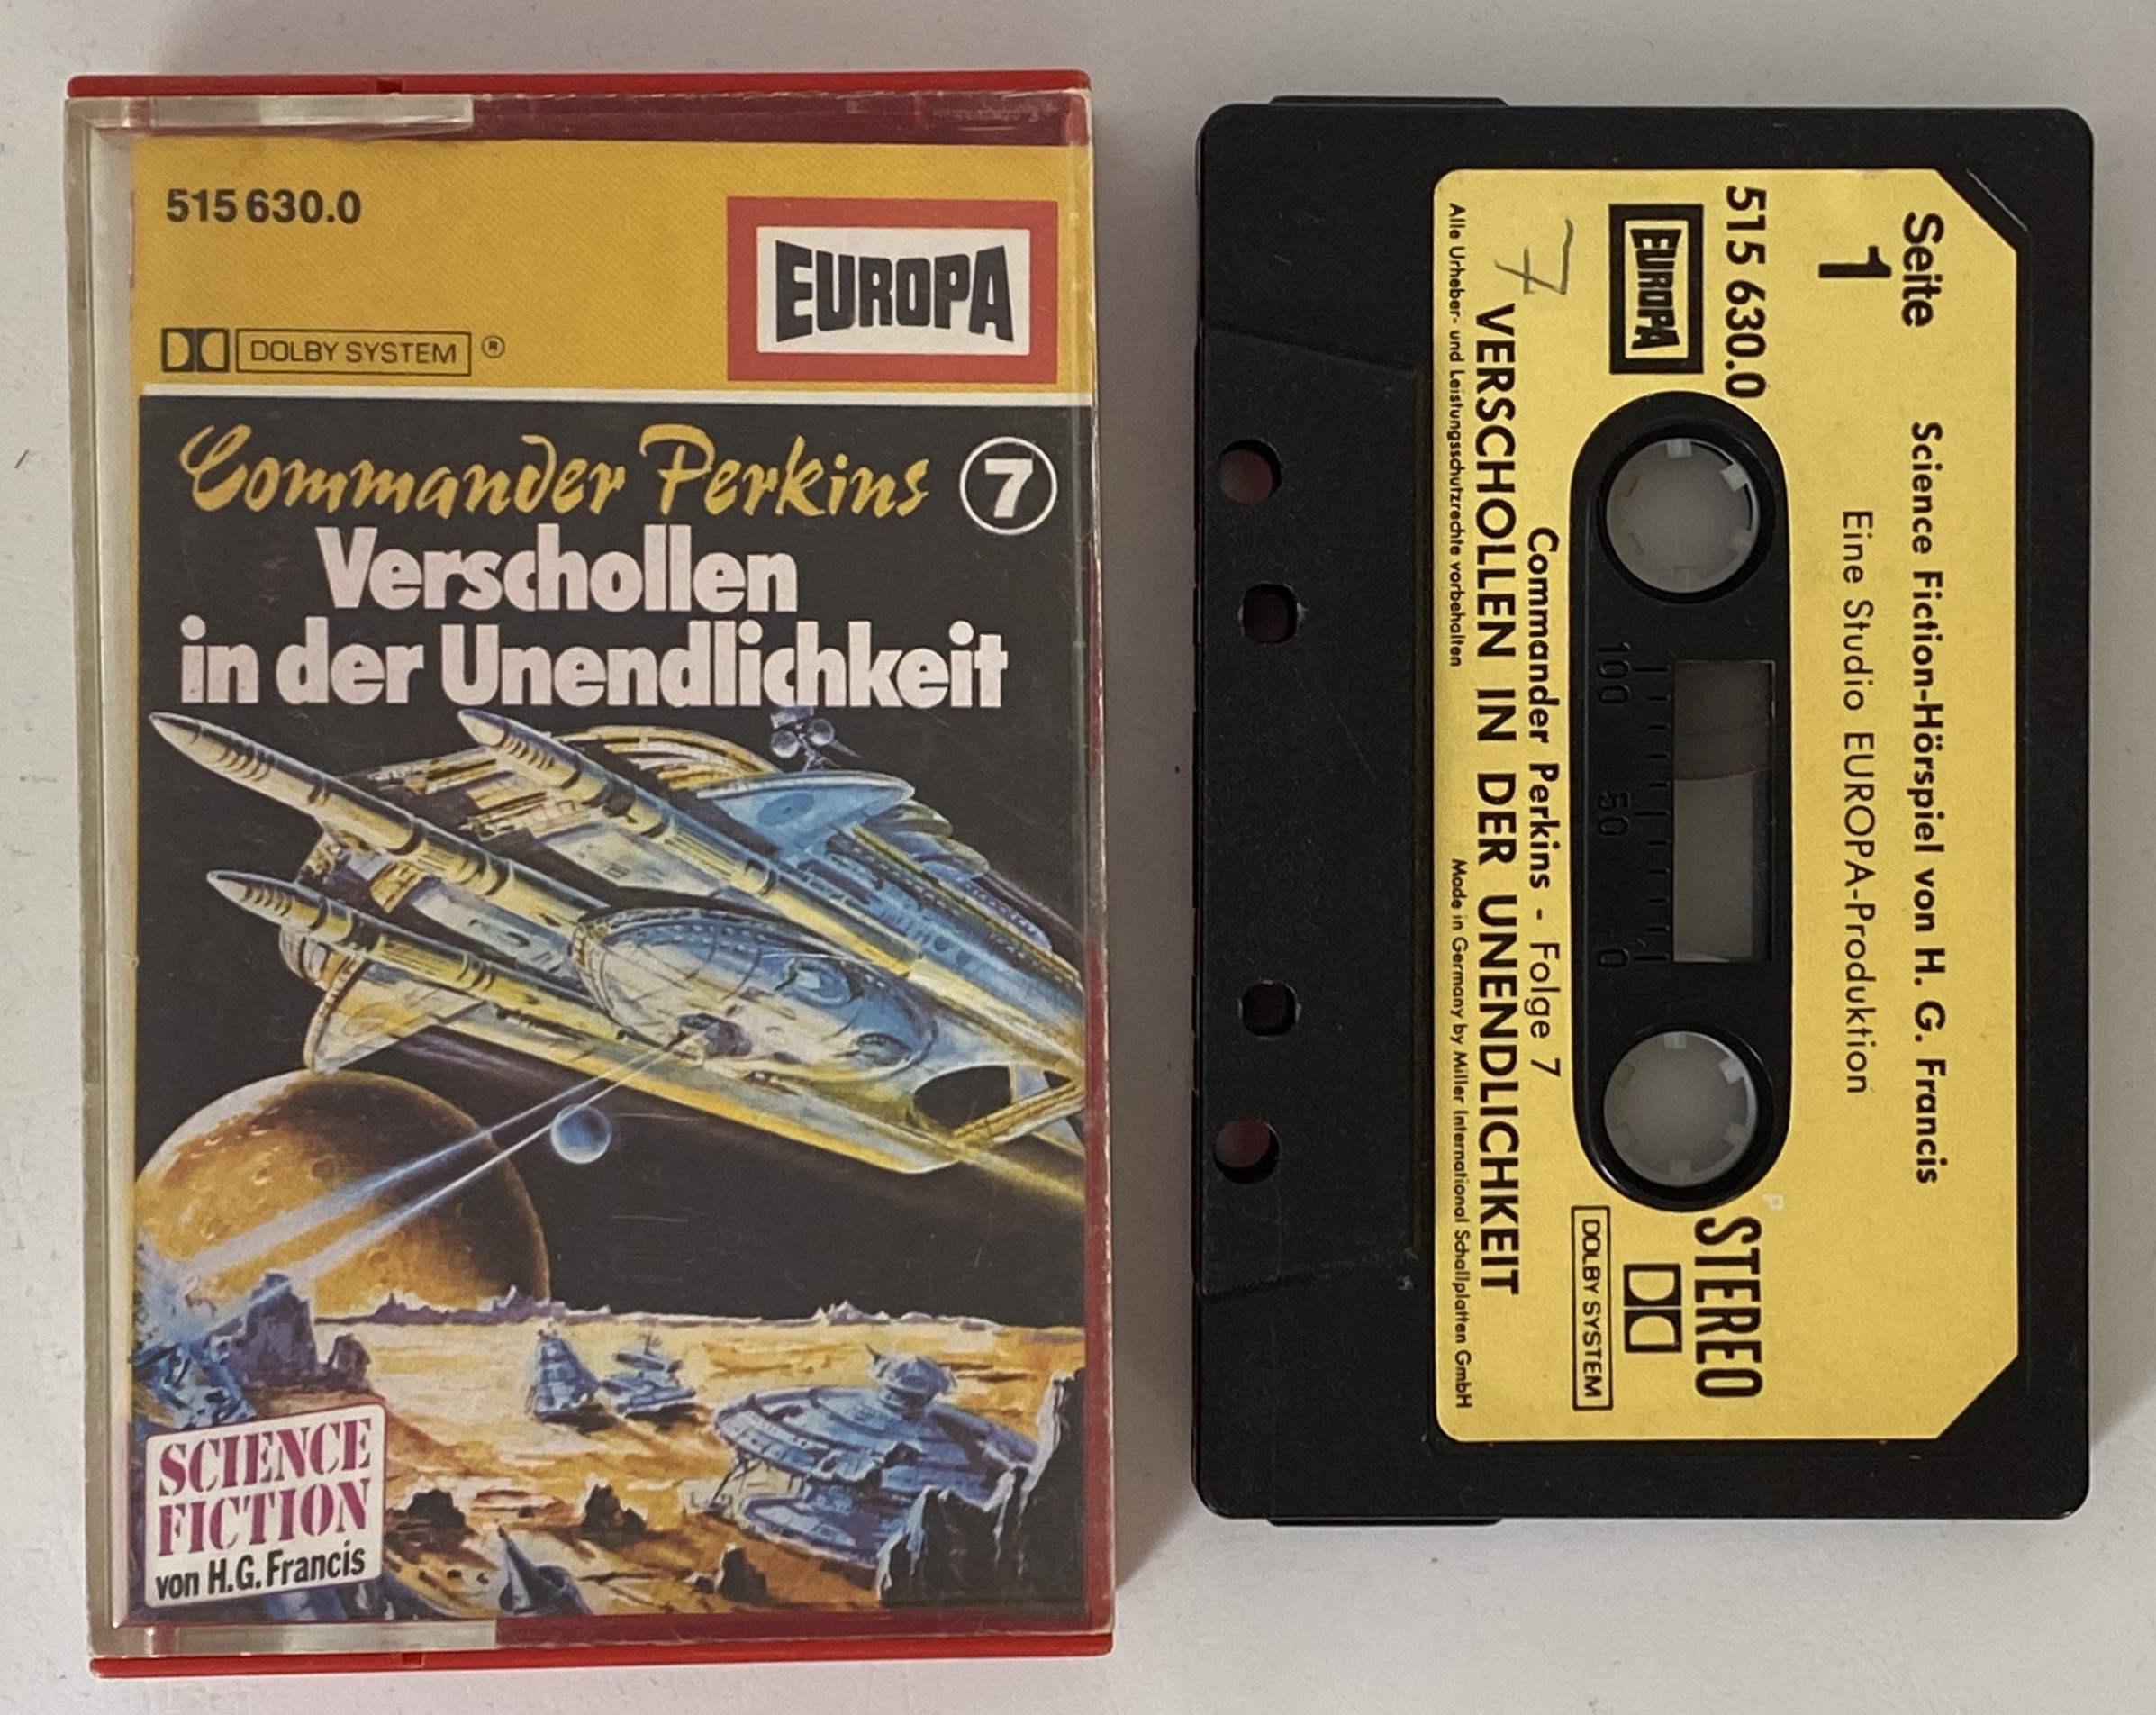 515 630.0
EUROPA
DOLBY SYSTEM ®
Commander Perkins 7
Verschollen
in der Unendlichkeit
SCIENCE
FICTION
von H.G. Francis
Seite
1
Science Fiction-Hörspiel von H. G. Francis
Eine Studio EUROPA-Produktion
515 630.0
EUROPA
STEREO
DOLBY SYSTEM
100 50 0
7
Commander Perkins - Folge 7
VERSCHOLLEN IN DER UNENDLICHKEIT
Alle Urheber- und Leistungsschutzrechte vorbehalten
Made in Germany by Miller International Schallplatten GmbH